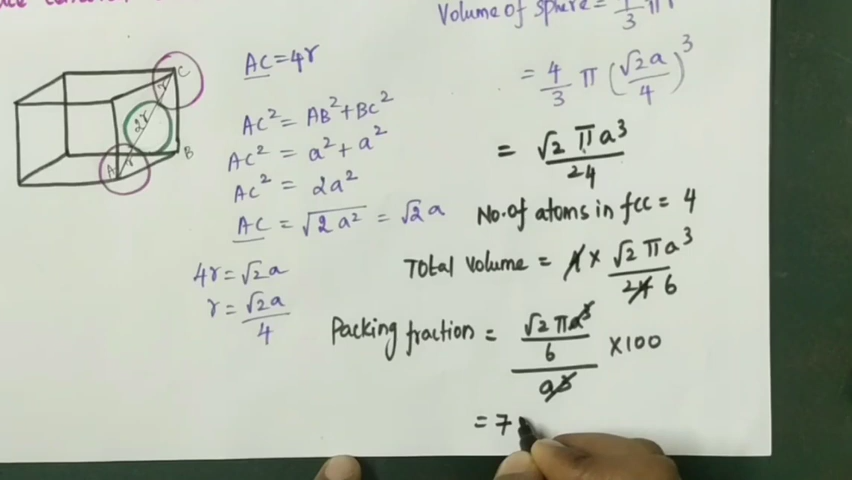 Volume of sphere = 4/3 πr
AC = 4r
= 4/3 π (√2a/4)³
AC² = AB² + BC²
AC² = a² + a²
AC² = 2a²
AC = √2a² = √2a
4r = √2a
r = √2a/4
= √2 πa³/24
No. of atoms in fcc = 4
Total volume = 4 × √2 πa³/24 6
Packing fraction = √2 πa³/6 / a³ ×100
= 7
C
r
2r
r
A
B